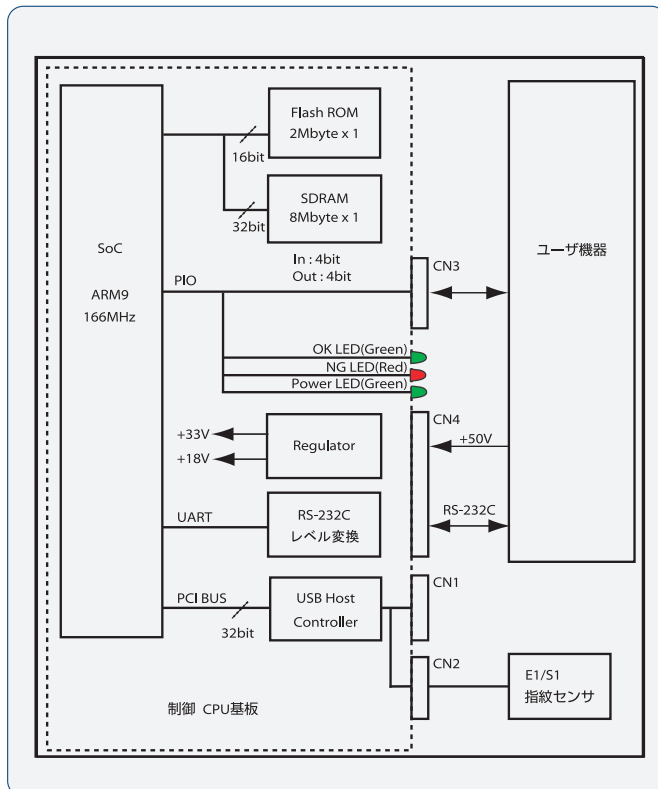 Flash ROM
2Mbyte x 1
16bit
SDRAM
8Mbyte x 1
32bit
SoC
ARM9
166MHz
In : 4bit
Out : 4bit
PIO
CN3
ユーザ機器
OK LED(Green)
NG LED(Red)
Power LED(Green)
+33V
+18V
Regulator
CN4
+50V
UART
RS-232C
レベル変換
RS-232C
PCI BUS
32bit
USB Host
Controller
CN1
CN2
E1/S1
指紋センサ
制御 CPU基板